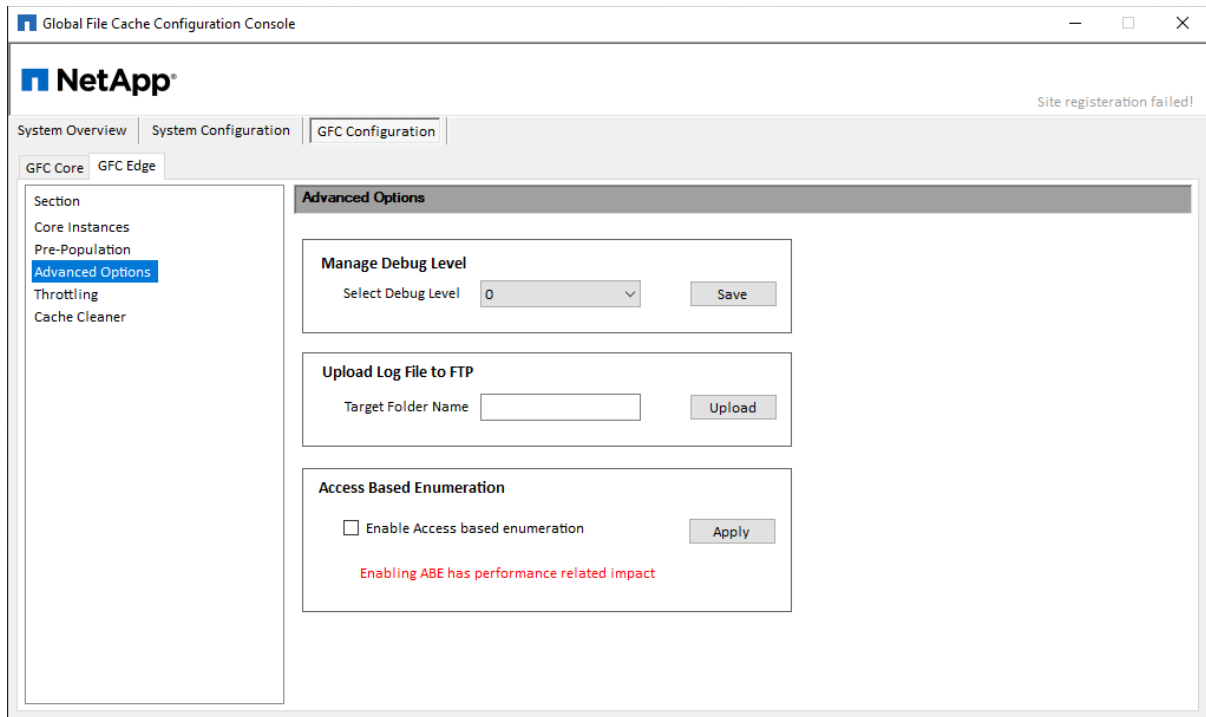 Global File Cache Configuration Console
NetApp®
Site registeration failed!
System Overview System Configuration GFC Configuration
GFC Core GFC Edge
Section
Core Instances
Pre-Population
Advanced Options
Throttling
Cache Cleaner
Advanced Options
Manage Debug Level
Select Debug Level 0 Save
Upload Log File to FTP
Target Folder Name Upload
Access Based Enumeration
Enable Access based enumeration Apply
Enabling ABE has performance related impact